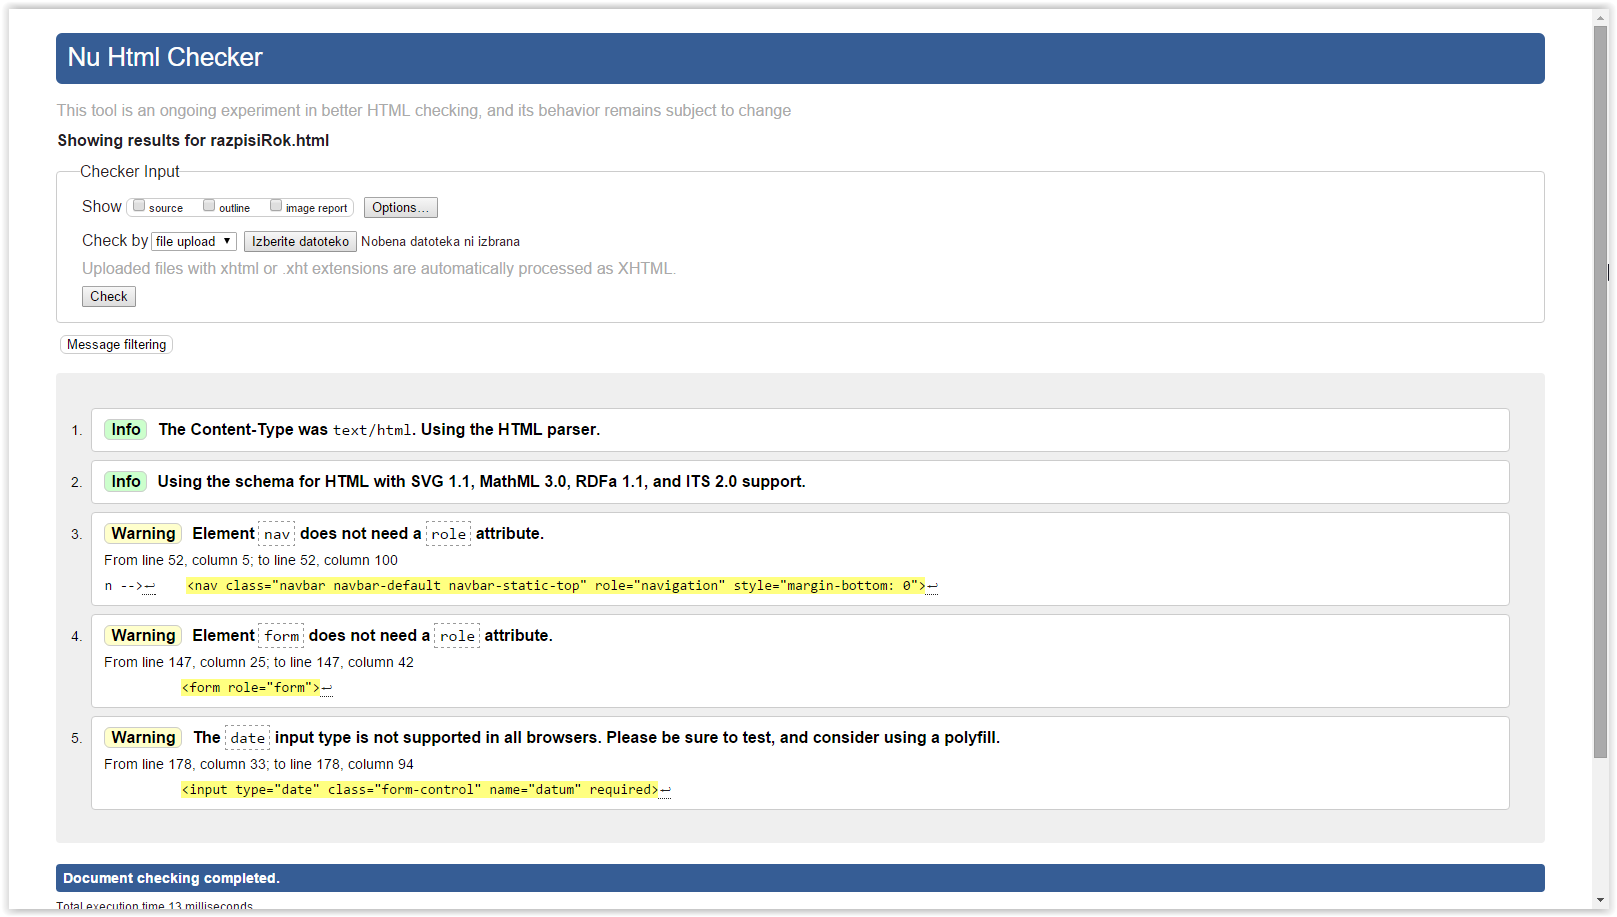 Nu Html Checker
This tool is an ongoing experiment in better HTML checking, and its behavior remains subject to change
Showing results for razpisiRok.html
Checker Input
Show source outline image report Options...
Check by file upload Izberite datoteko Nobena datoteka ni izbrana
Uploaded files with xhtml or .xht extensions are automatically processed as XHTML.
Check
Message filtering
1. Info The Content-Type was text/html. Using the HTML parser.
2. Info Using the schema for HTML with SVG 1.1, MathML 3.0, RDFa 1.1, and ITS 2.0 support.
3. Warning Element nav does not need a role attribute.
From line 52, column 5; to line 52, column 100
n -->↩ <nav class="navbar navbar-default navbar-static-top" role="navigation" style="margin-bottom: 0">↩
4. Warning Element form does not need a role attribute.
From line 147, column 25; to line 147, column 42
<form role="form">↩
5. Warning The date input type is not supported in all browsers. Please be sure to test, and consider using a polyfill.
From line 178, column 33; to line 178, column 94
<input type="date" class="form-control" name="datum" required>↩
Document checking completed.
Total execution time 13 milliseconds.